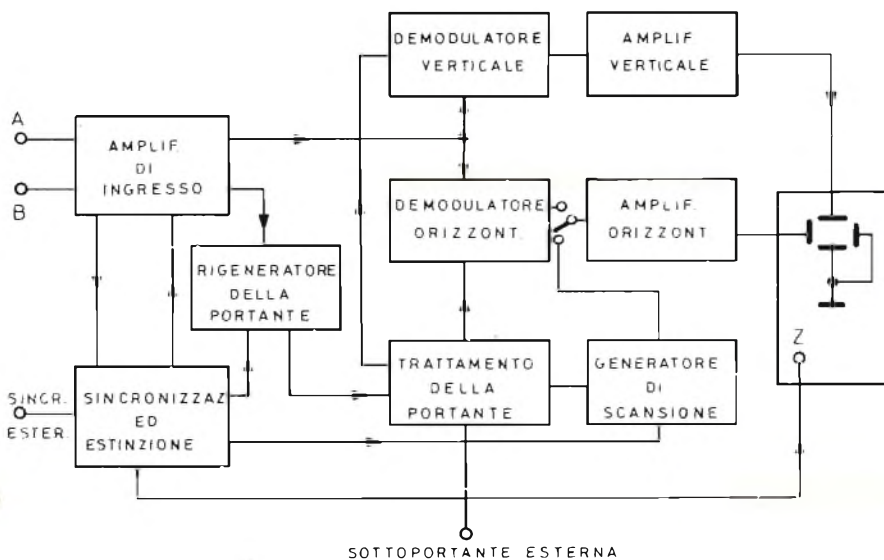 DEMODULATORE
VERTICALE
AMPLIF
VERTICALE
A
B
AMPLIF.
DI
INGRESSO
DEMODULATORE
ORIZZONT.
AMPLIF.
ORIZZONT.
RIGENERATORE
DELLA
PORTANTE
Z
SINCR.
ESTER.
SINCRONIZZAZ
ED
ESTINZIONE
TRATTAMENTO
DELLA
PORTANTE
GENERATORE
DI
SCANSIONE
SOTTOPORTANTE ESTERNA